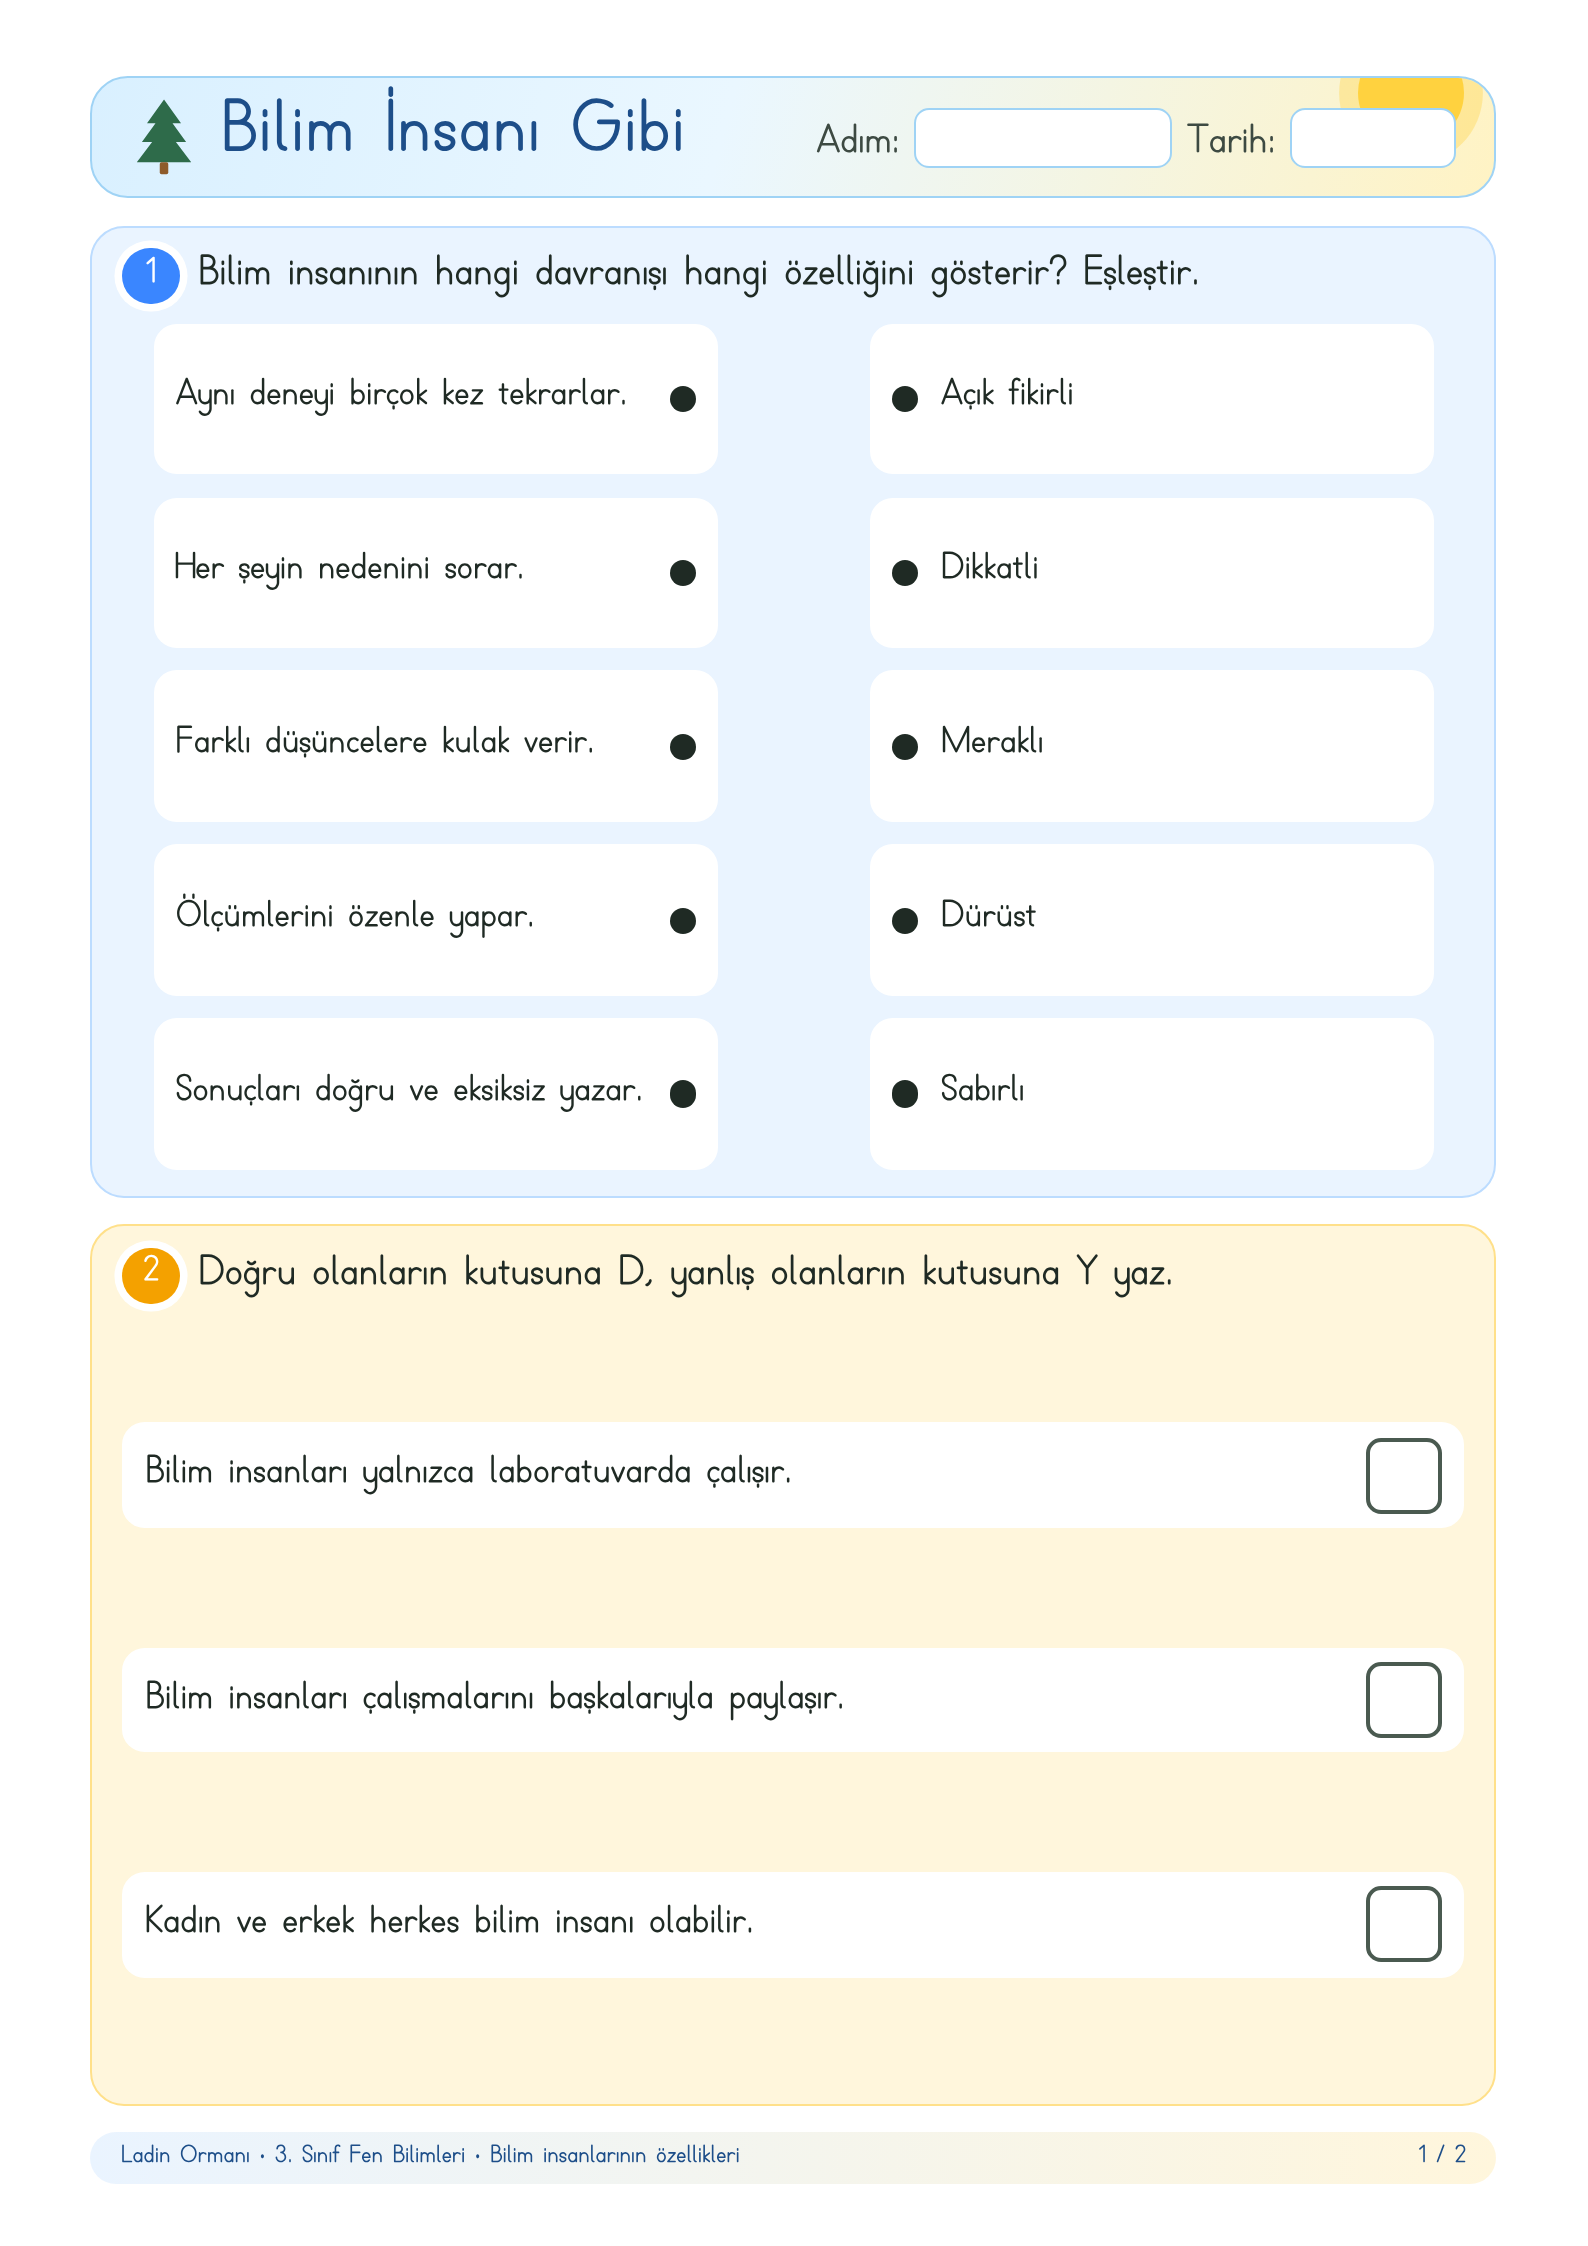 Bilim İnsanı Gibi
Adım:
Tarih:
1 Bilim insanının hangi davranışı hangi özelliğini gösterir? Eşleştir.
Aynı deneyi birçok kez tekrarlar.
Açık fikirli
Her şeyin nedenini sorar.
Dikkatli
Farklı düşüncelere kulak verir.
Meraklı
Ölçümlerini özenle yapar.
Dürüst
Sonuçları doğru ve eksiksiz yazar.
Sabırlı
2 Doğru olanların kutusuna D, yanlış olanların kutusuna Y yaz.
Bilim insanları yalnızca laboratuvarda çalışır.
Bilim insanları çalışmalarını başkalarıyla paylaşır.
Kadın ve erkek herkes bilim insanı olabilir.
Ladin Ormanı • 3. Sınıf Fen Bilimleri • Bilim insanlarının özellikleri
1 / 2